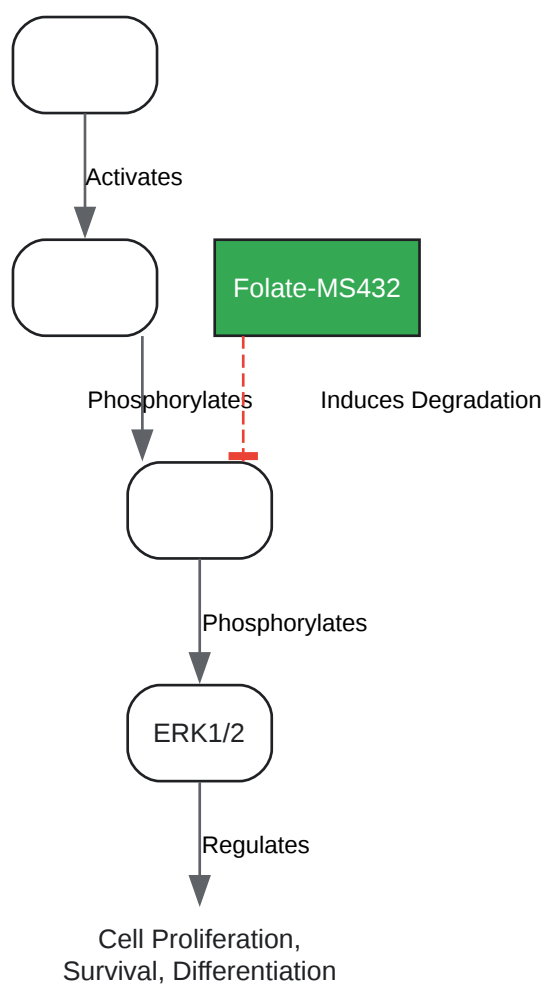 Activates
Folate-MS432
Phosphorylates
Induces Degradation
Phosphorylates
ERK1/2
Regulates
Cell Proliferation,
Survival, Differentiation